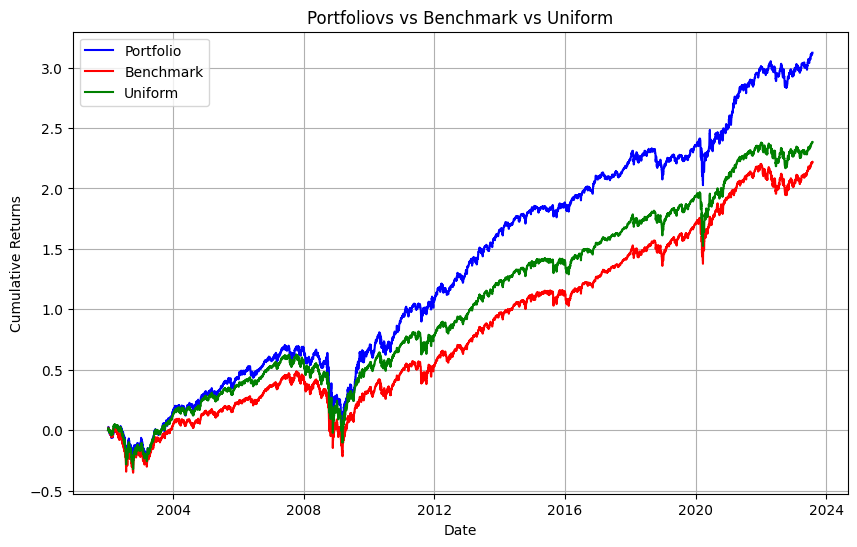 Portfoliovs vs Benchmark vs Uniform
Portfolio
Benchmark
Uniform
Cumulative Returns
3.0
2.5
2.0
1.5
1.0
0.5
0.0
−0.5
2004
2008
2012
2016
2020
2024
Date